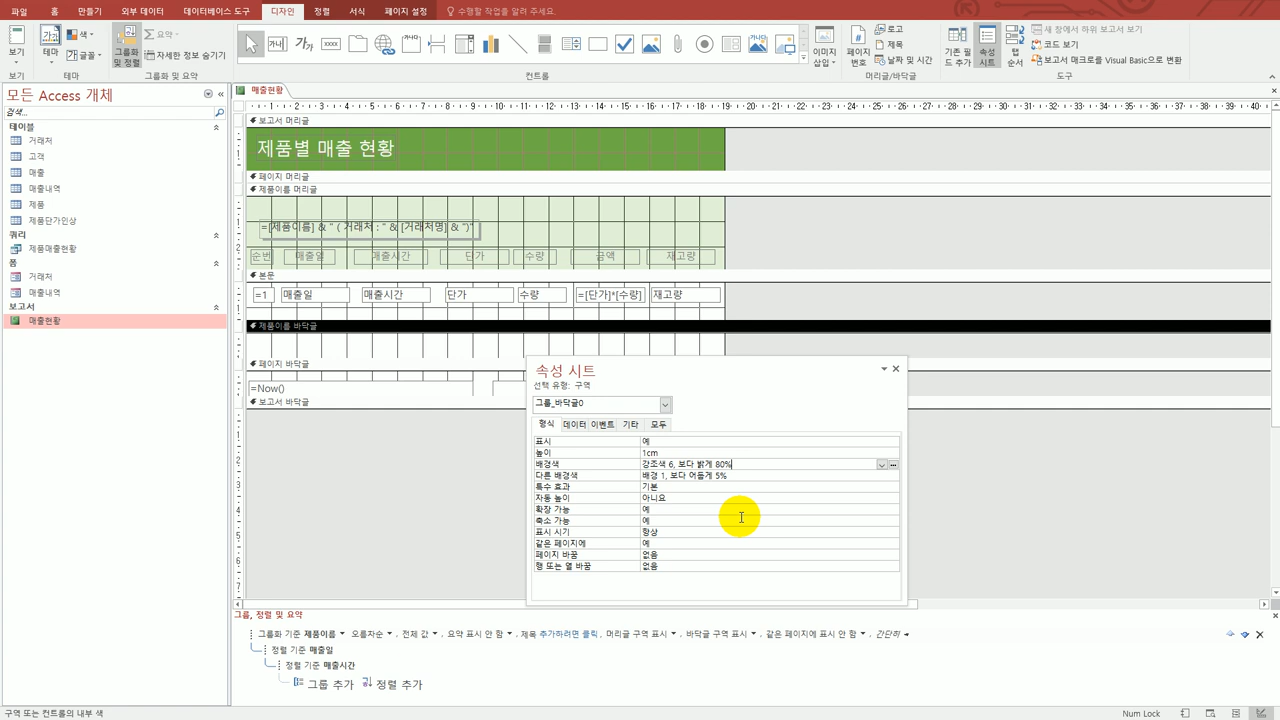 파일 홈 만들기 외부 데이터 데이터베이스 도구 디자인 정렬 서식 페이지 설정 수행할 작업을 알려 주세요.
보기 가가 색 글꼴 테마 그룹화 및 정렬 요약 자세한 정보 숨기기 가나 가가 xxxx 이미지 삽입 페이지 번호 로고 제목 날짜 및 시간 기존 필드 추가 속성 시트 탭 순서 새 창에서 하위 보고서 보기 코드 보기 보고서 매크로를 Visual Basic으로 변환
보기 테마 그룹화 및 요약 컨트롤 머리글/바닥글 도구
모든 Access 개체
검색...
테이블
거래처
고객
매출
매출내역
제품
제품단가인상
쿼리
제품매출현황
폼
거래처
매출내역
보고서
매출현황
매출현황
보고서 머리글
제품별 매출 현황
페이지 머리글
제품이름 머리글
=[제품이름] & " ( 거래처 : " & [거래처명] & ")"
순번 매출일 매출시간 단가 수량 금액 재고량
본문
=1 매출일 매출시간 단가 수량 =[단가]*[수량] 재고량
제품이름 바닥글
페이지 바닥글
=Now()
보고서 바닥글
속성 시트
선택 유형: 구역
그룹_바닥글0
형식 데이터 이벤트 기타 모두
표시 예
높이 1cm
배경색 강조색 6, 보다 밝게 80%
다른 배경색 배경 1, 보다 어둡게 5%
특수 효과 기본
자동 높이 아니요
확장 가능 예
축소 가능 예
표시 시기 항상
같은 페이지에 예
페이지 바꿈 없음
행 또는 열 바꿈 없음
그룹, 정렬 및 요약
그룹화 기준 제품이름 , 오름차순 , 전체 값 , 요약 표시 안 함 , 제목 추가하려면 클릭, 머리글 구역 표시 , 바닥글 구역 표시 , 같은 페이지에 표시 안 함 , 간단히
정렬 기준 매출일
정렬 기준 매출시간
그룹 추가 정렬 추가
구역 또는 컨트롤의 내부 색 Num Lock